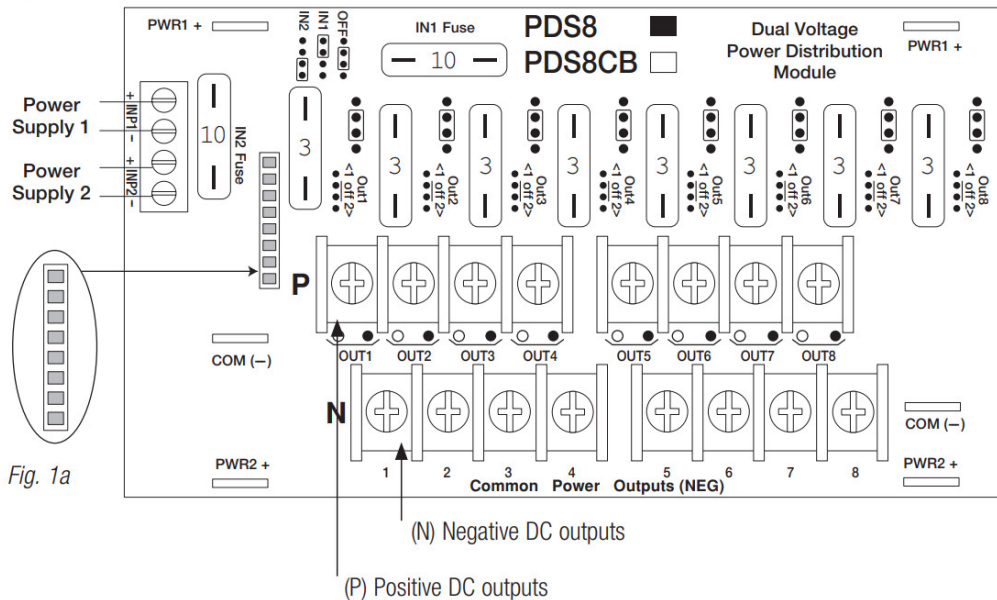 PWR1 +
IN2
IN1
OFF
IN1 Fuse
10
PDS8
PDS8CB
Dual Voltage
Power Distribution
Module
PWR1 +
Power
Supply 1
Power
Supply 2
+ INP1 -
+ INP2 -
10
IN2 Fuse
3
3
3
3
3
3
3
3
Out1
<1 off 2>
Out2
<1 off 2>
Out3
<1 off 2>
Out4
<1 off 2>
Out5
<1 off 2>
Out6
<1 off 2>
Out7
<1 off 2>
Out8
<1 off 2>
P
OUT1 OUT2 OUT3 OUT4 OUT5 OUT6 OUT7 OUT8
COM (–)
N
COM (–)
Fig. 1a
PWR2 +
PWR2 +
1 2 3 4 5 6 7 8
Common Power Outputs (NEG)
(N) Negative DC outputs
(P) Positive DC outputs